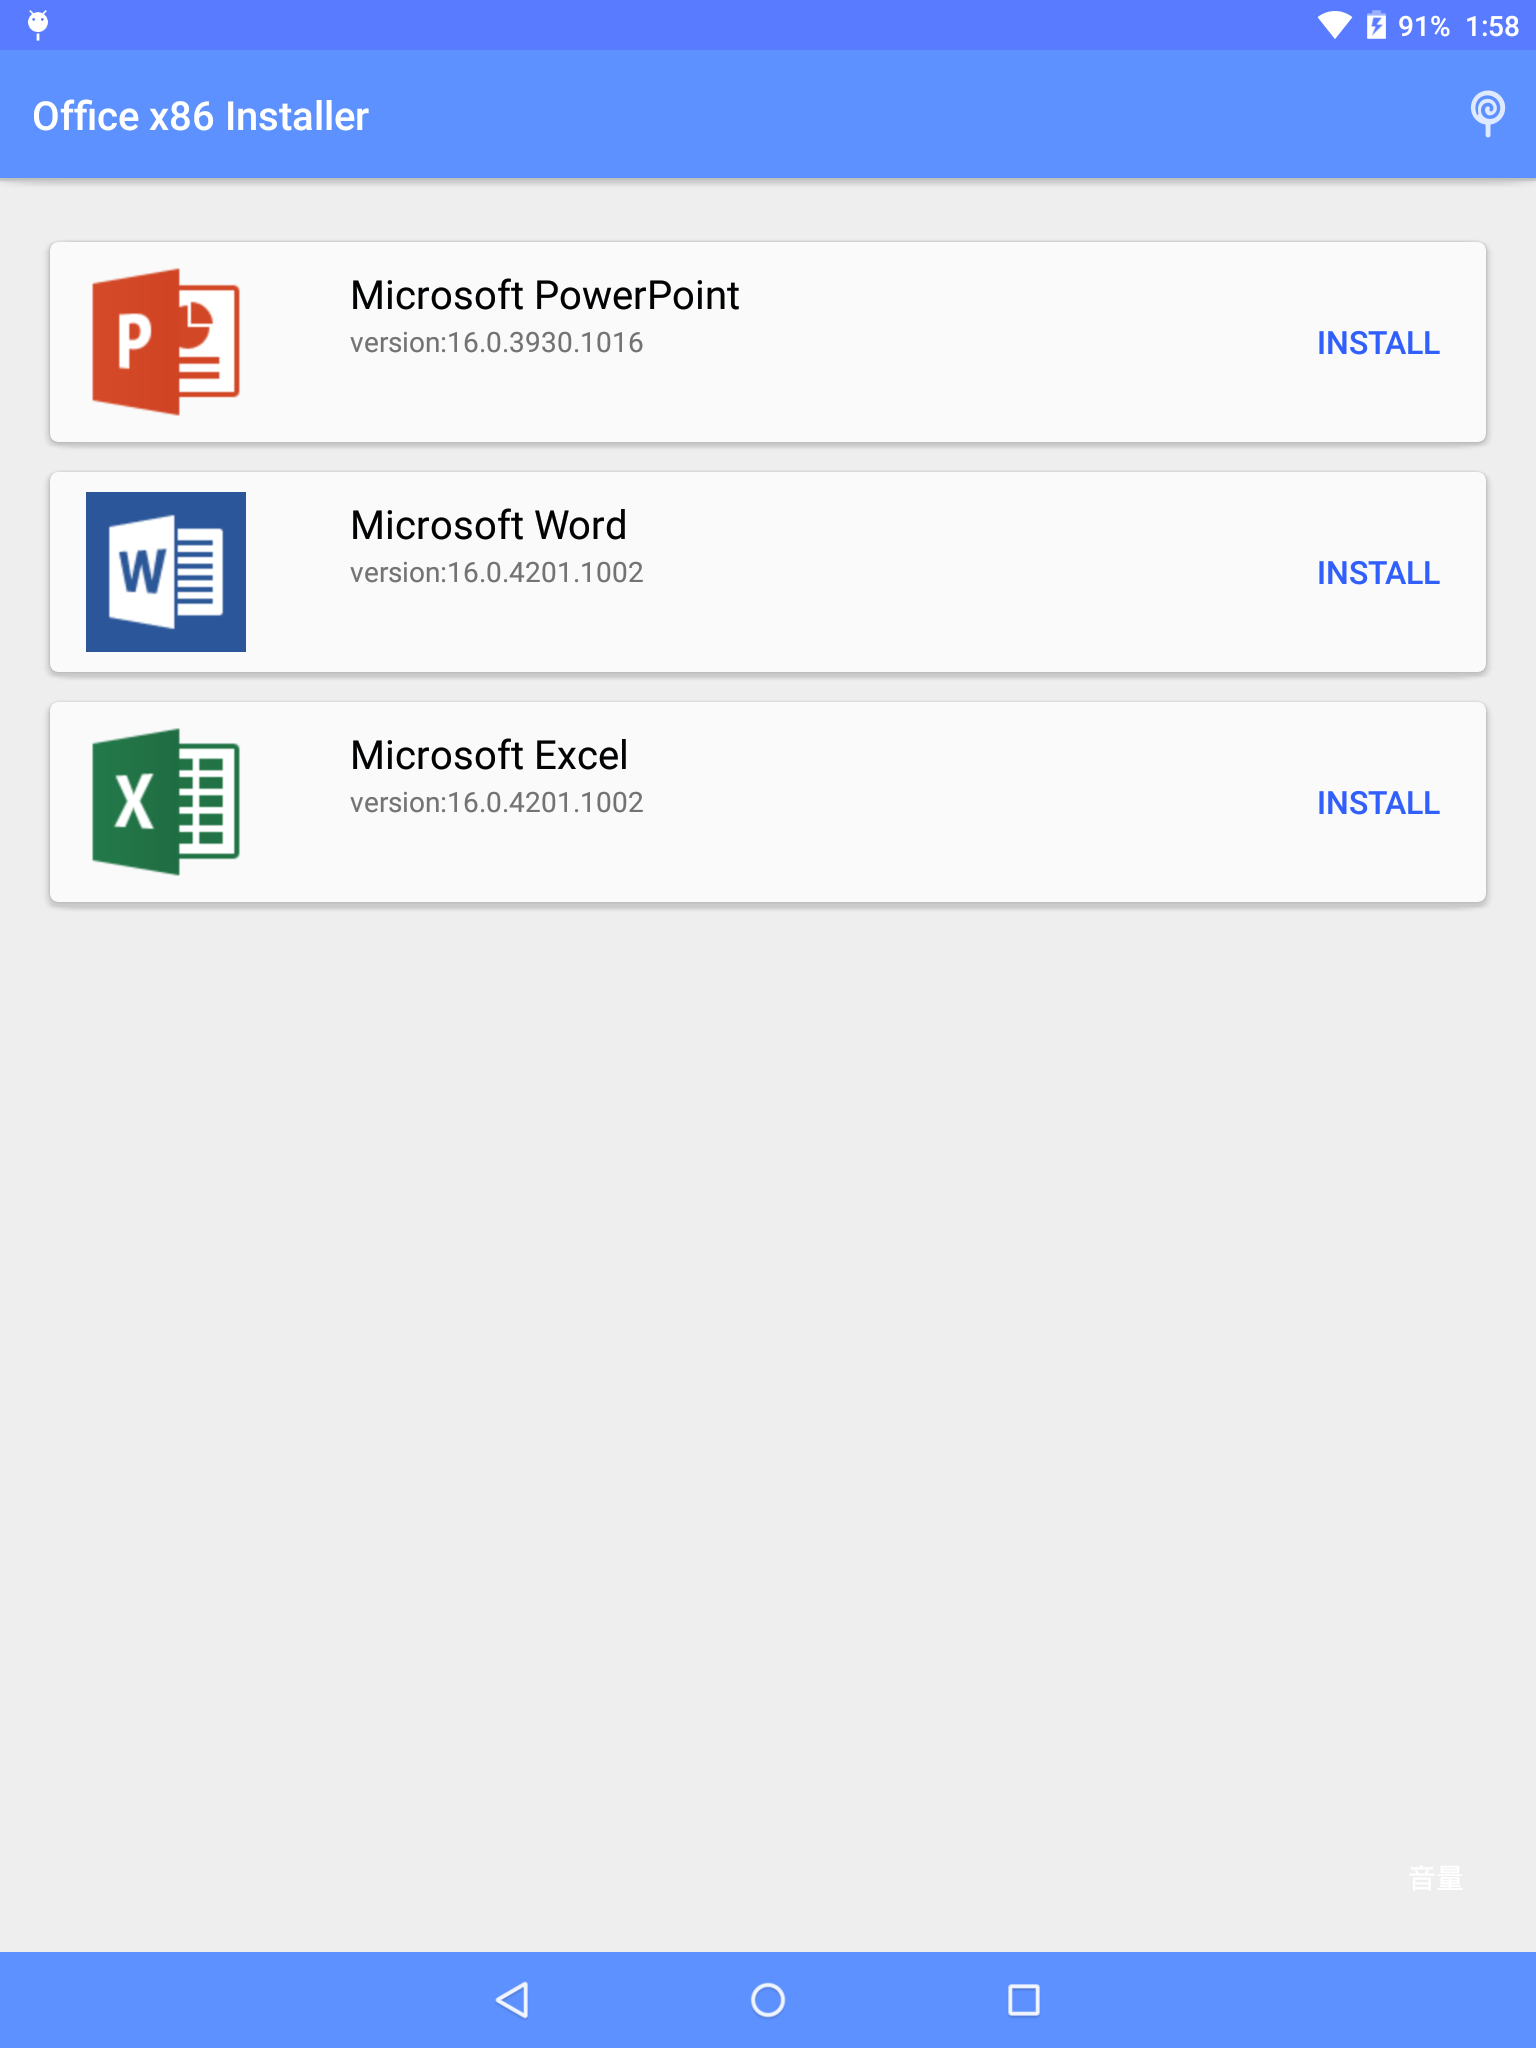 91% 1:58
Office x86 Installer
Microsoft PowerPoint
version:16.0.3930.1016
INSTALL
P
Microsoft Word
version:16.0.4201.1002
INSTALL
W
Microsoft Excel
version:16.0.4201.1002
INSTALL
X
音量